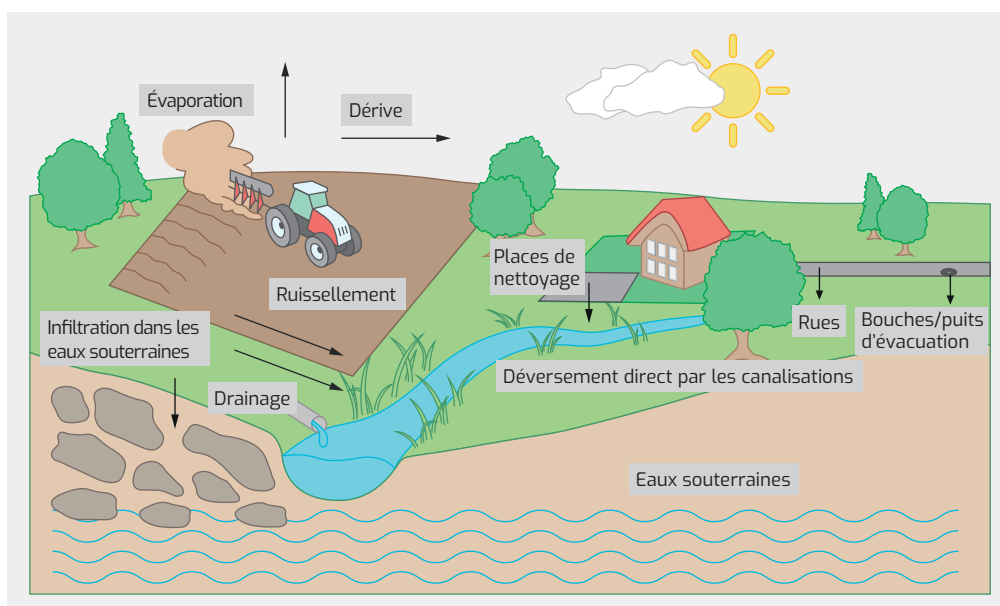 Évaporation
Dérive
Places de
nettoyage
Ruissellement
Infiltration dans les
eaux souterraines
Rues
Bouches/puits
d'évacuation
Déversement direct par les canalisations
Drainage
Eaux souterraines